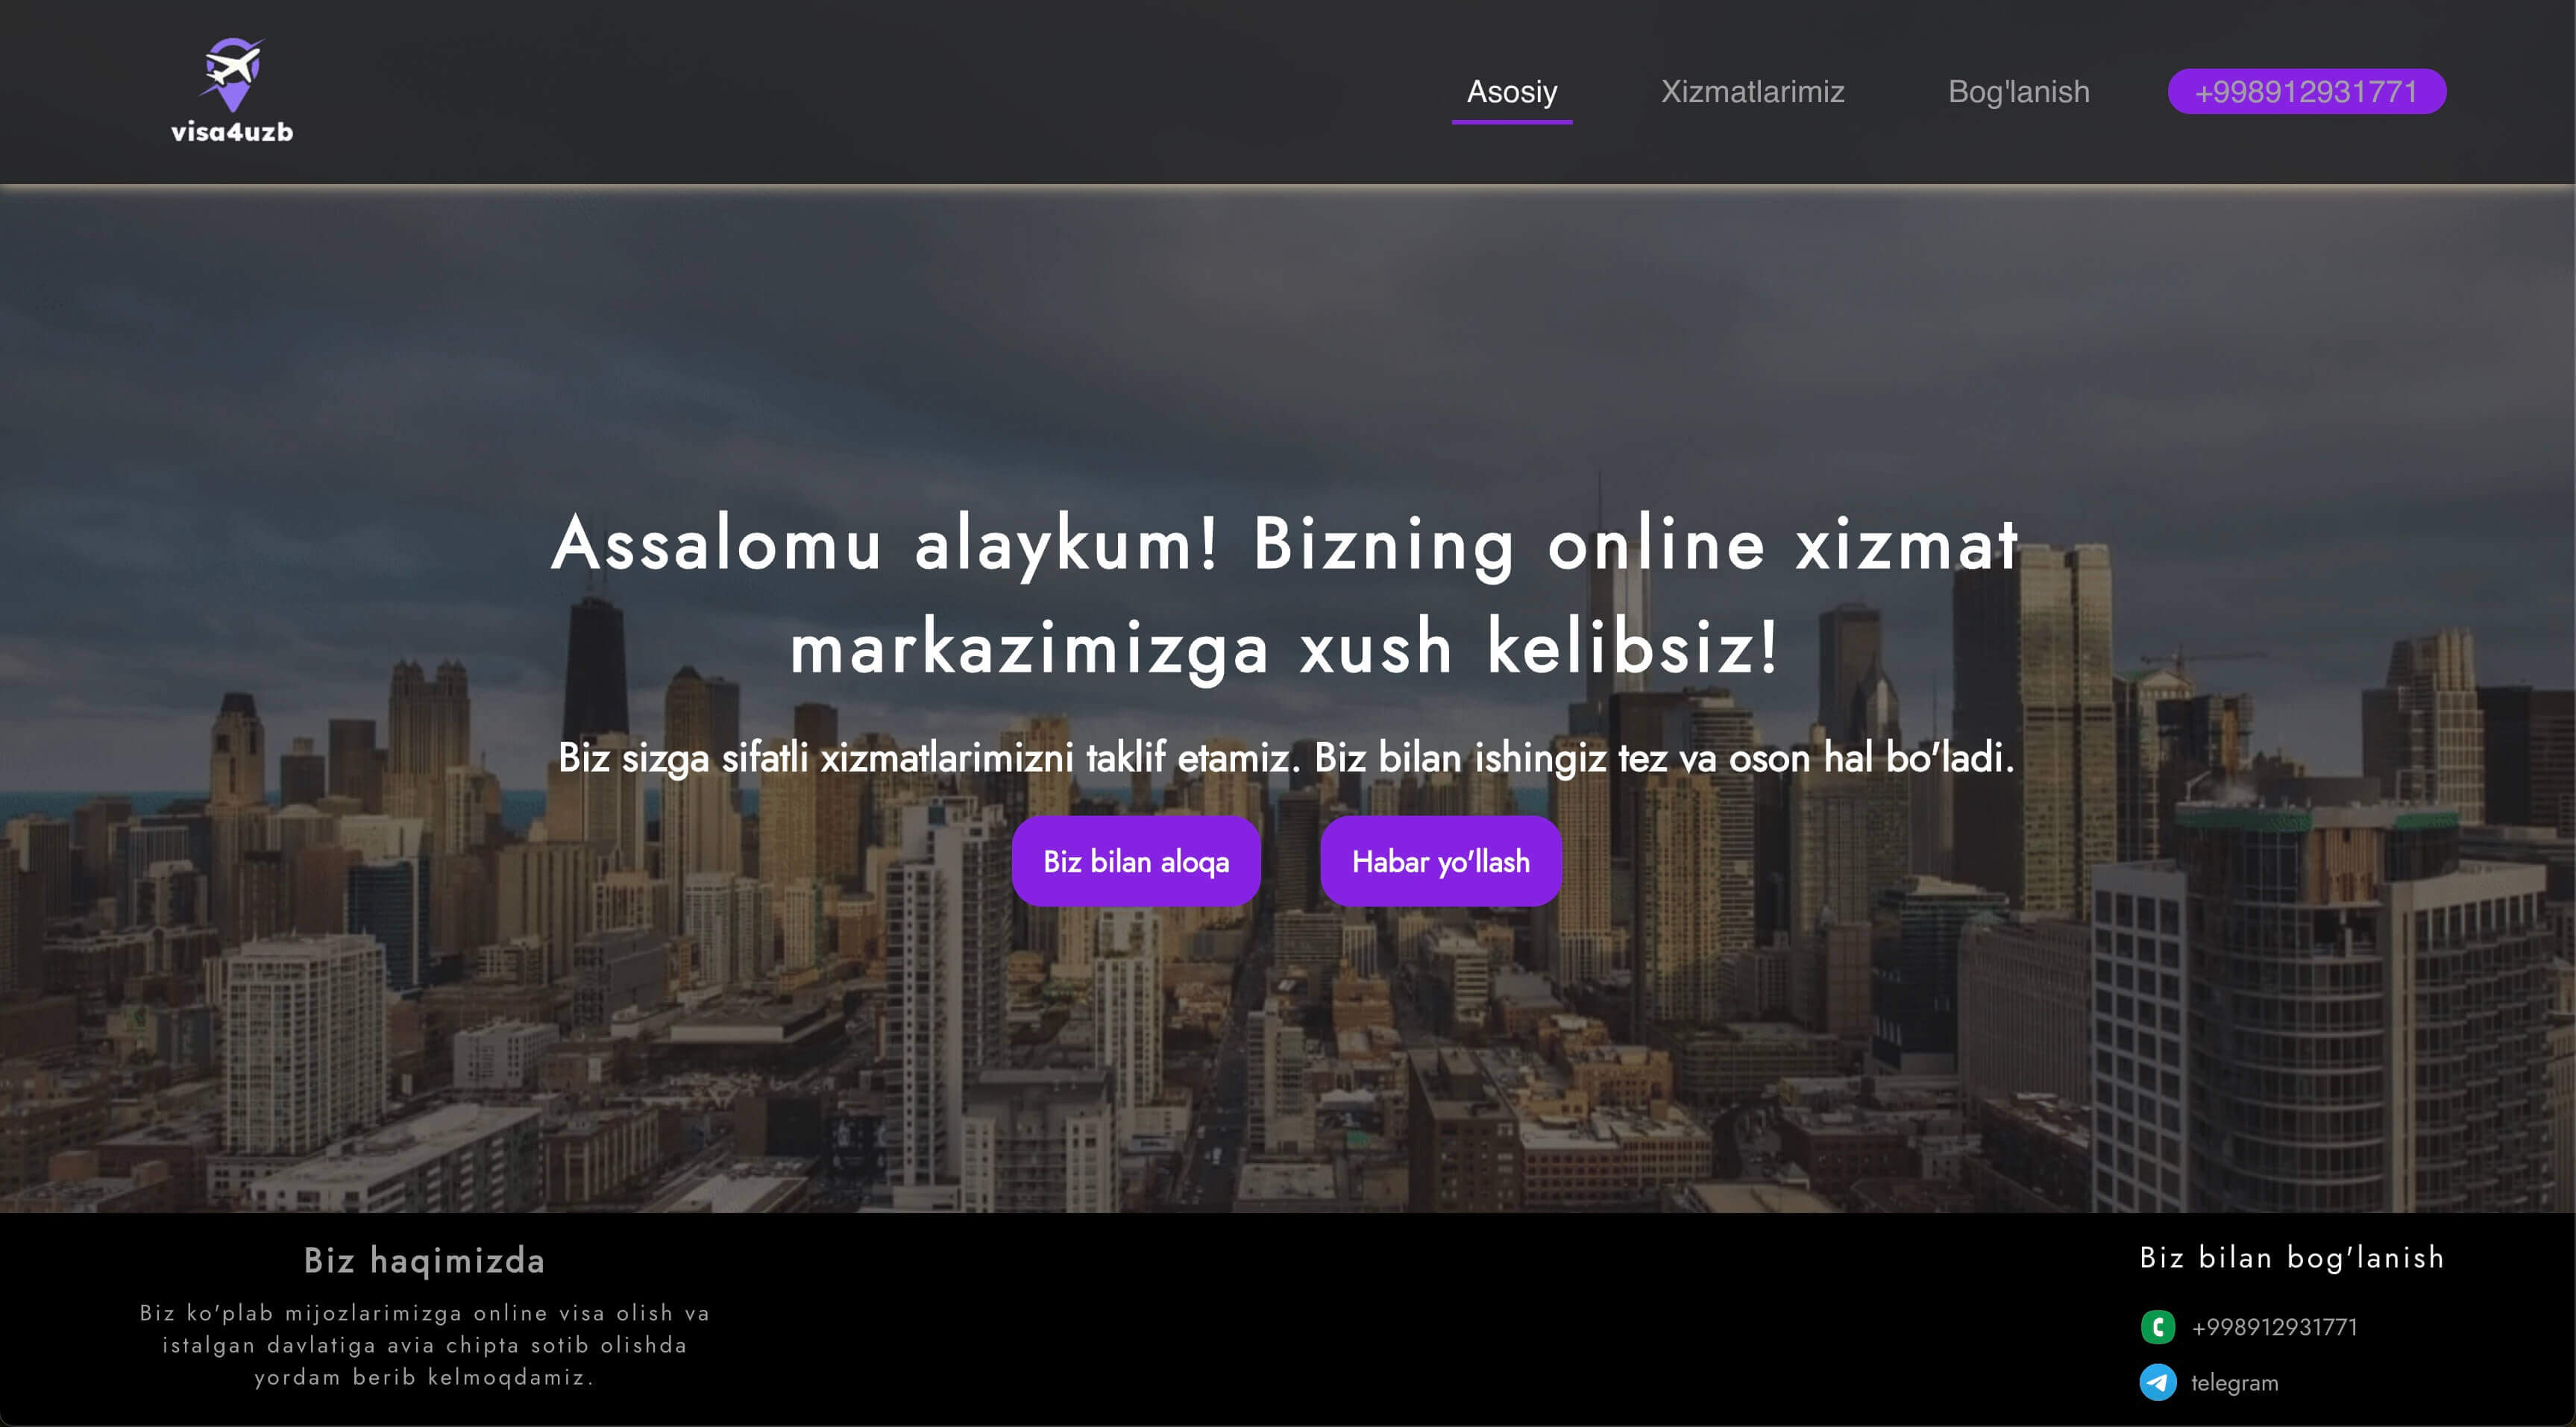 visa4uzb
Asosiy
Xizmatlarimiz
Bog'lanish
+998912931771
Assalomu alaykum! Bizning online xizmat
markazimizga xush kelibsiz!
Biz sizga sifatli xizmatlarimizni taklif etamiz. Biz bilan ishingiz tez va oson hal bo'ladi.
Biz bilan aloqa
Habar yo'llash
Biz haqimizda
Biz ko'plab mijozlarimizga online visa olish va
istalgan davlatiga avia chipta sotib olishda
yordam berib kelmoqdamiz.
Biz bilan bog'lanish
+998912931771
telegram